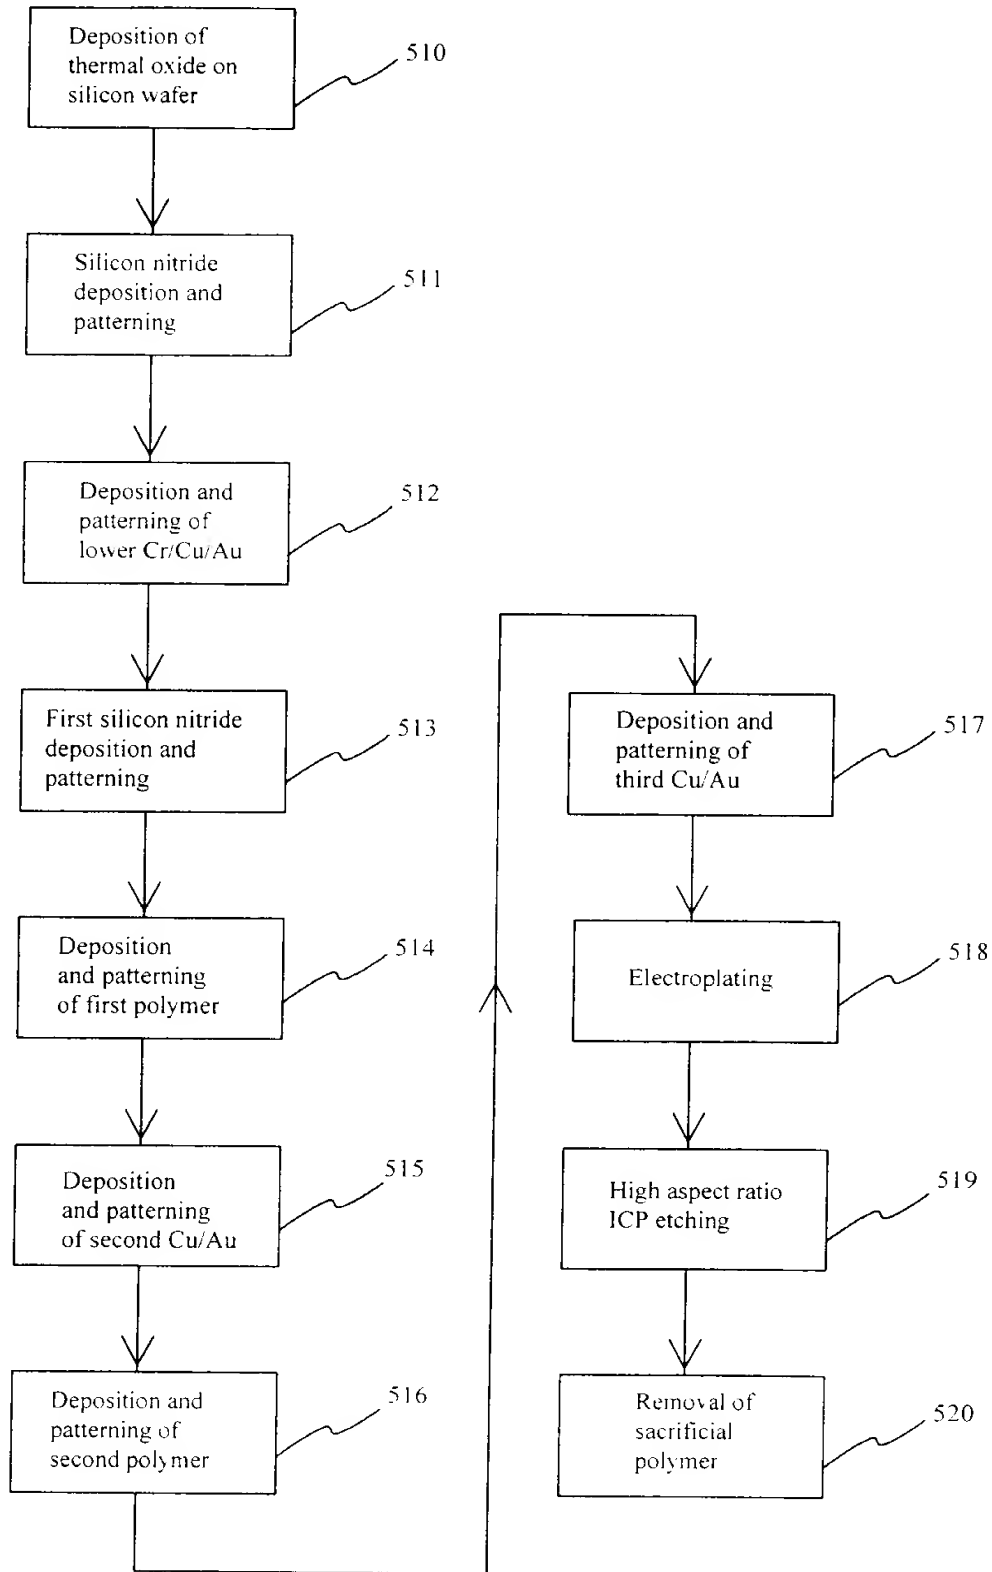 Deposition of
thermal oxide on
silicon wafer
510
Silicon nitride
deposition and
patterning
511
Deposition and
patterning of
lower Cr/Cu/Au
512
First silicon nitride
deposition and
patterning
513
Deposition
and patterning
of first polymer
514
Deposition
and patterning
of second Cu/Au
515
Deposition and
patterning of
second polymer
516
Deposition and
patterning of
third Cu/Au
517
Electroplating
518
High aspect ratio
ICP etching
519
Removal of
sacrificial
polymer
520